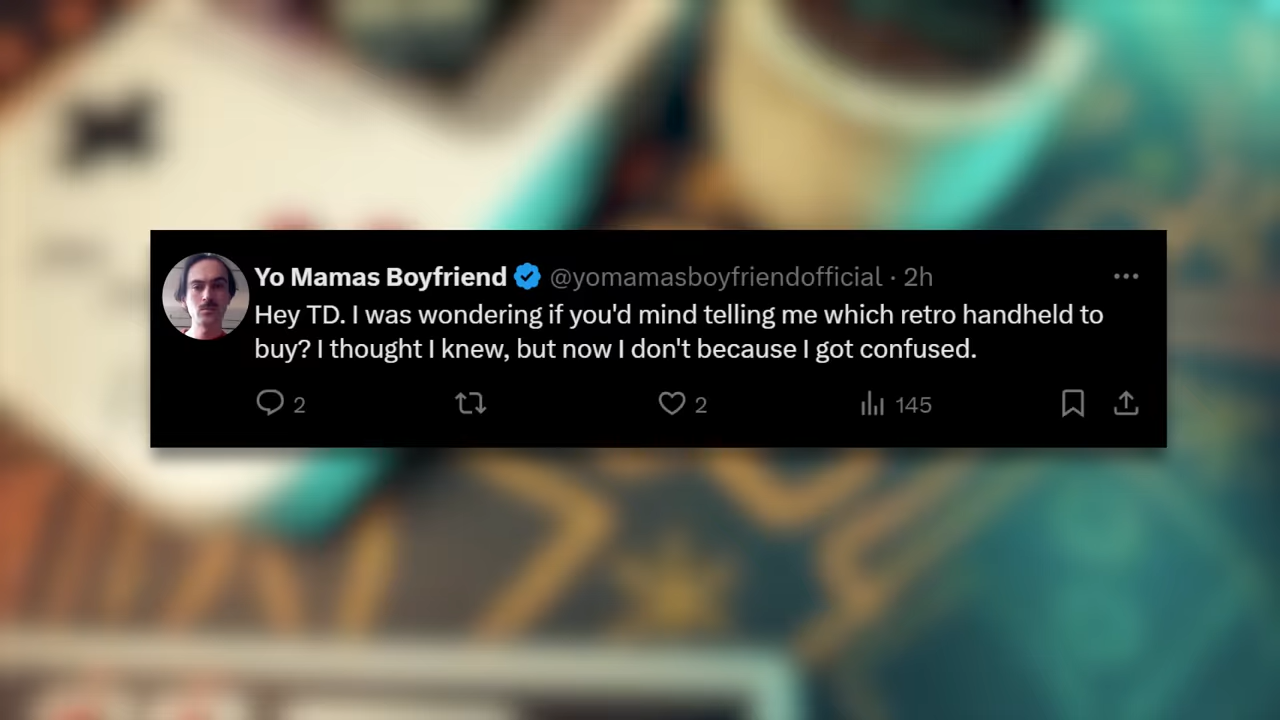 Yo Mamas Boyfriend @yomamasboyfriendofficial · 2h
Hey TD. I was wondering if you'd mind telling me which retro handheld to
buy? I thought I knew, but now I don't because I got confused.
2 2 145